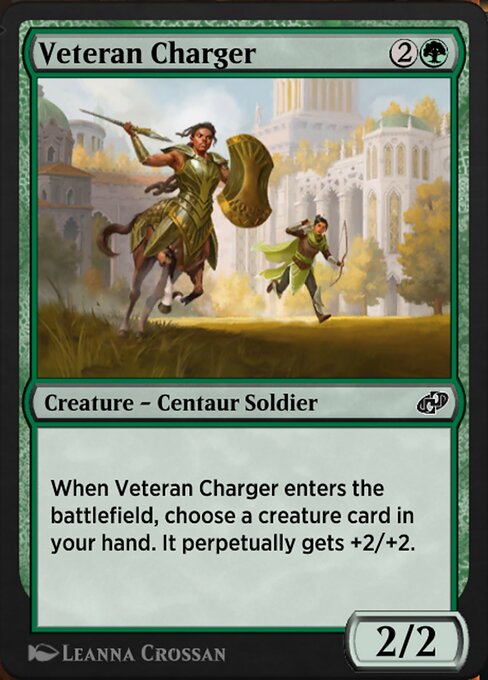 Veteran Charger 2
Creature – Centaur Soldier
When Veteran Charger enters the
battlefield, choose a creature card in
your hand. It perpetually gets +2/+2.
2/2
Leanna Crossan